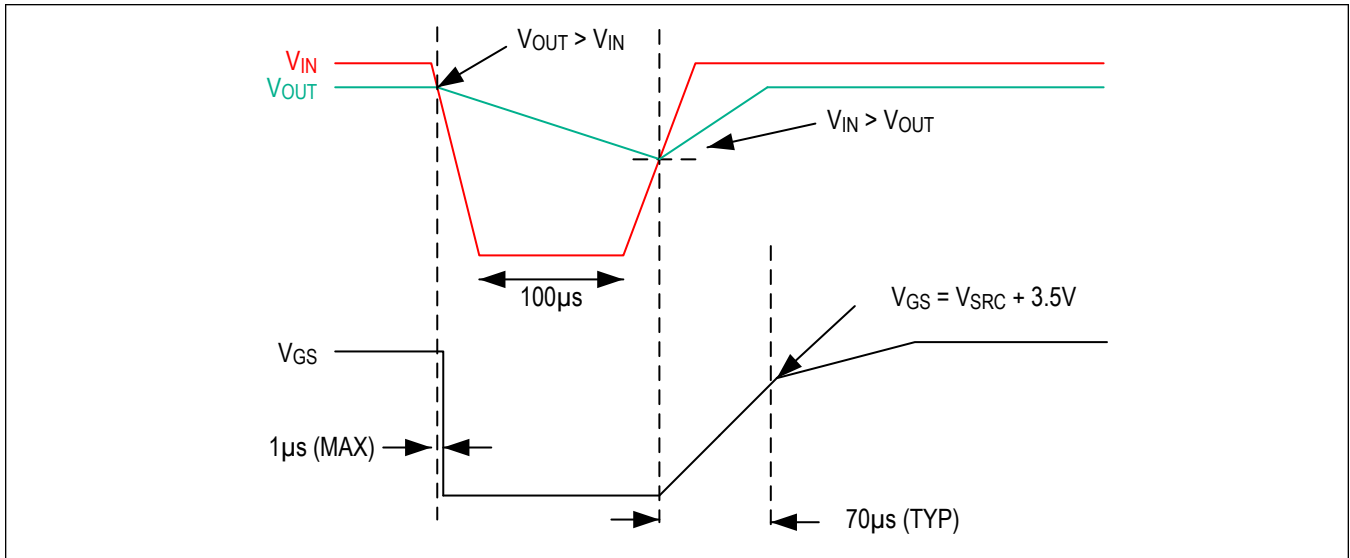 VOUT > VIN
VIN
VOUT
VIN > VOUT
100µs
VGS = VSRC + 3.5V
VGS
1µs (MAX)
70µs (TYP)